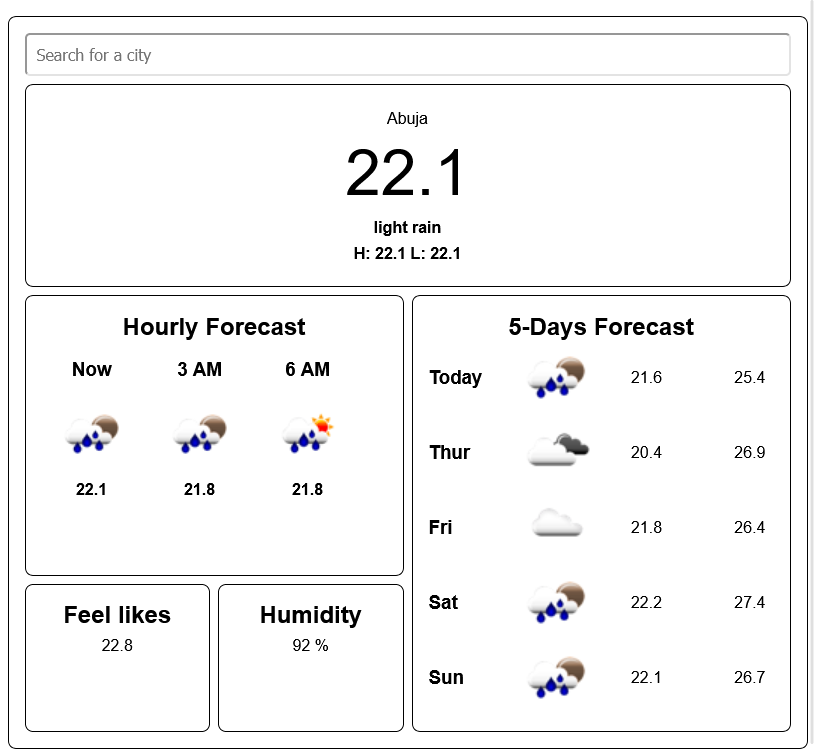 Search for a city
Abuja
22.1
light rain
H: 22.1 L: 22.1
Hourly Forecast
Now 3 AM 6 AM
22.1 21.8 21.8
5-Days Forecast
Today 21.6 25.4
Thur 20.4 26.9
Fri 21.8 26.4
Sat 22.2 27.4
Sun 22.1 26.7
Feel likes
22.8
Humidity
92 %